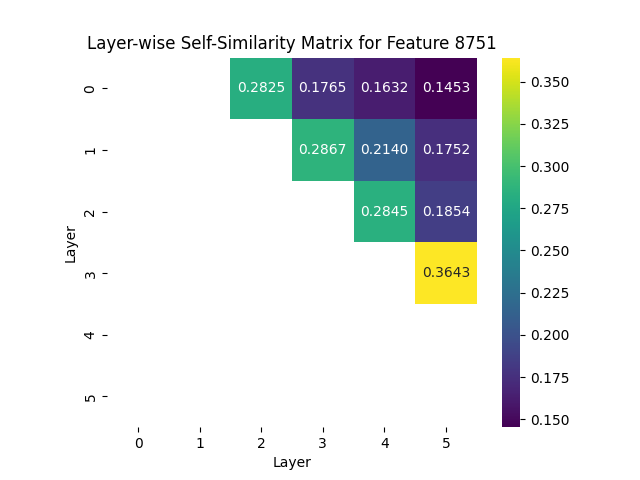 Layer-wise Self-Similarity Matrix for Feature 8751
0 0.2825 0.1765 0.1632 0.1453
1 0.2867 0.2140 0.1752
2 0.2845 0.1854
3 0.3643
4
5
0 1 2 3 4 5
Layer
Layer
0.350
0.325
0.300
0.275
0.250
0.225
0.200
0.175
0.150